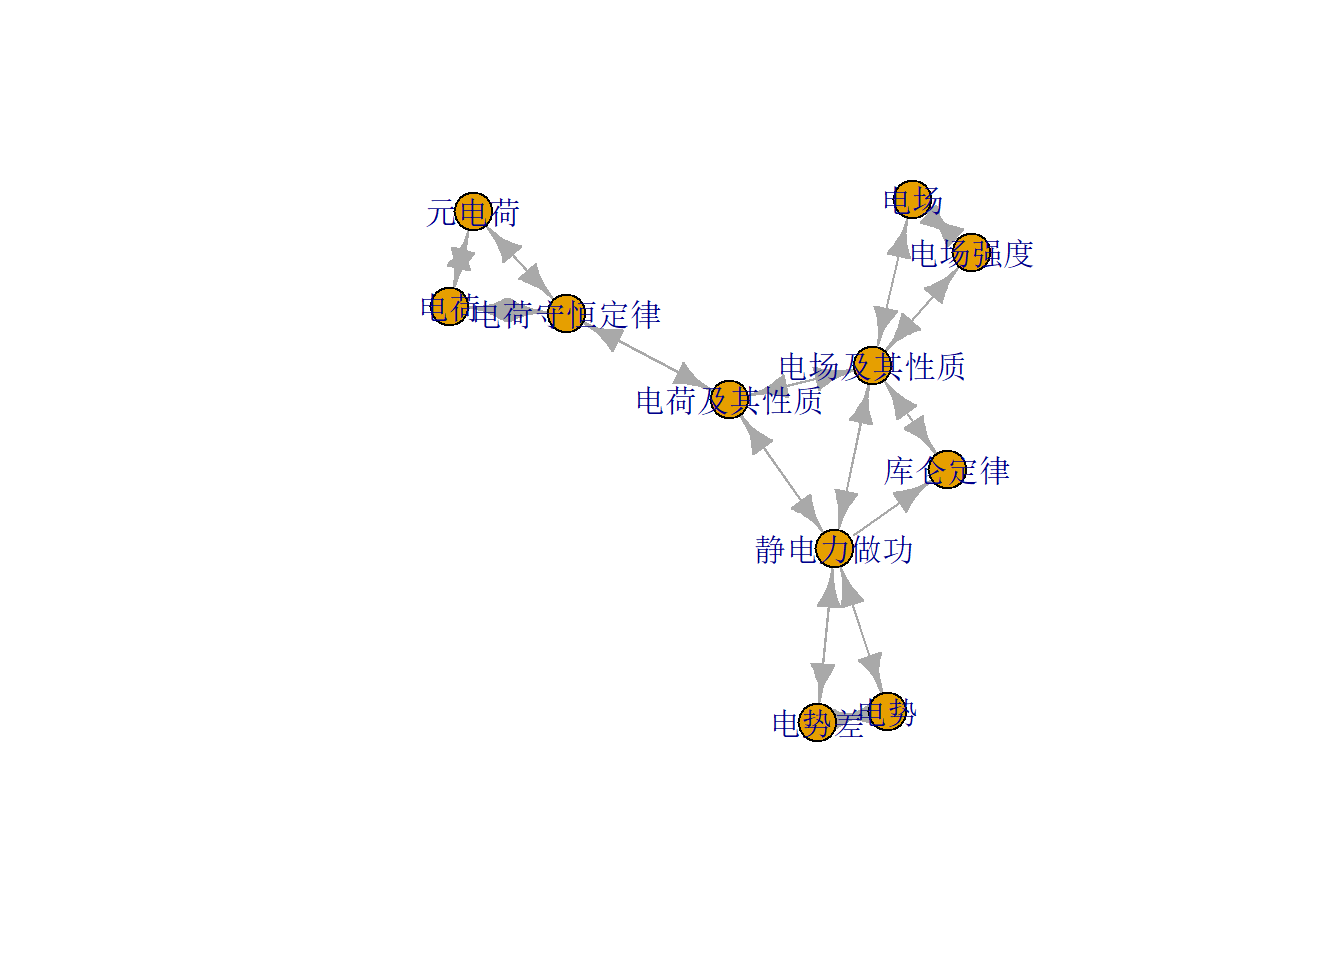 电场
元电荷
电场强度
电荷
电荷守恒定律
电场及其性质
电荷及其性质
库仑定律
静电力做功
电势
电势差